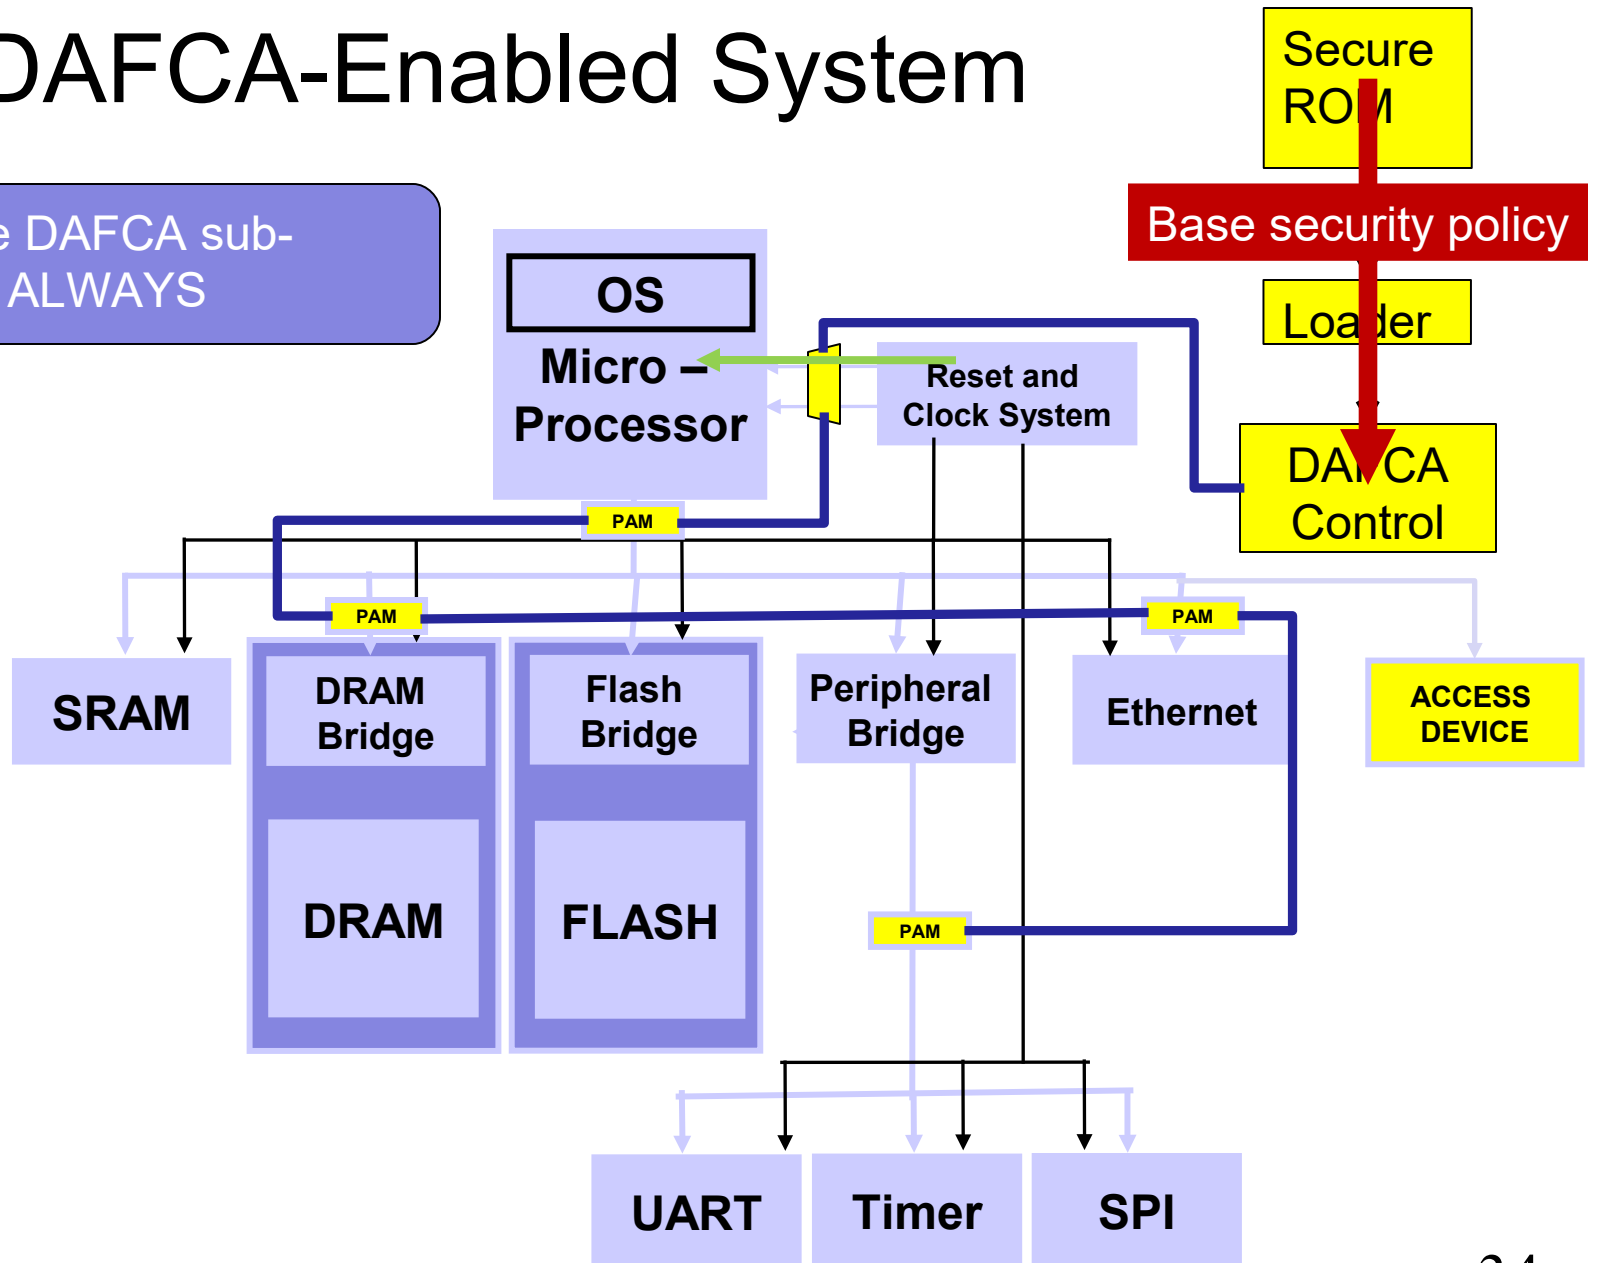 DAFCA-Enabled System
Secure
ROM
Base security policy
Loader
DAFCA
Control
e DAFCA sub-
ALWAYS
OS
Micro –
Processor
Reset and
Clock System
PAM
PAM
PAM
SRAM
DRAM
Bridge
Flash
Bridge
Peripheral
Bridge
Ethernet
ACCESS
DEVICE
DRAM
FLASH
PAM
UART
Timer
SPI